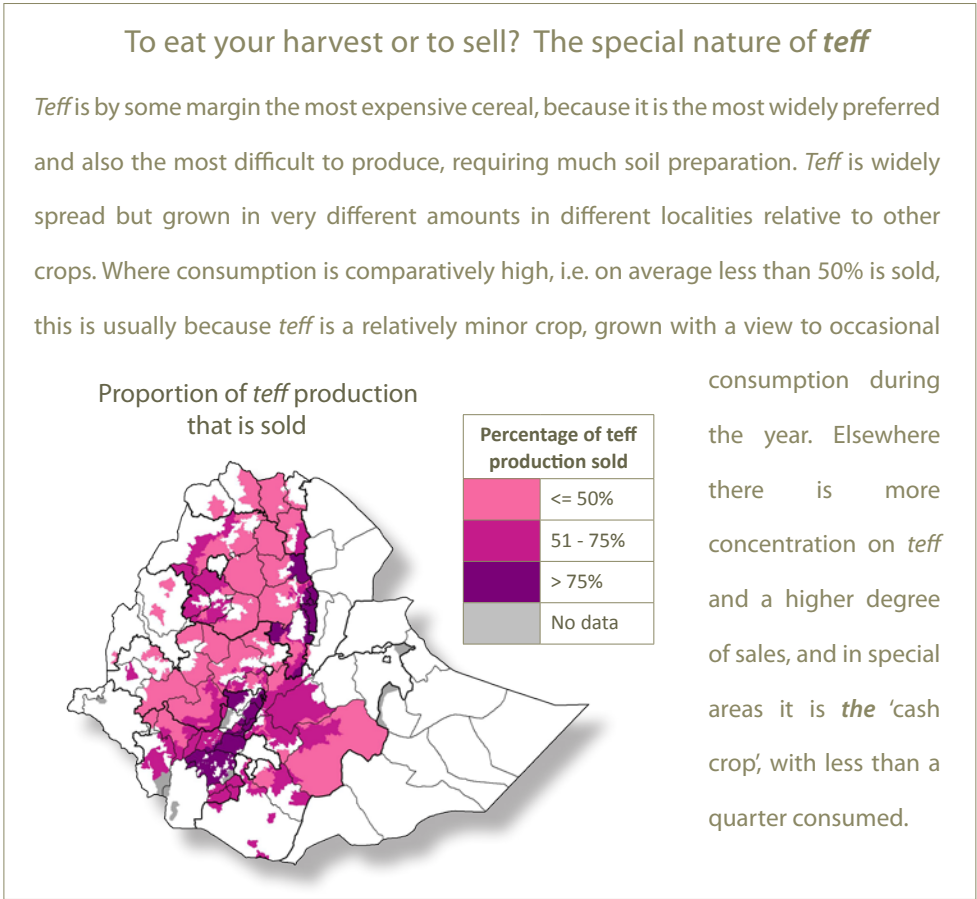 To eat your harvest or to sell? The special nature of teff
Teff is by some margin the most expensive cereal, because it is the most widely preferred
and also the most difficult to produce, requiring much soil preparation. Teff is widely
spread but grown in very different amounts in different localities relative to other
crops. Where consumption is comparatively high, i.e. on average less than 50% is sold,
this is usually because teff is a relatively minor crop, grown with a view to occasional
consumption during
the year. Elsewhere
there is more
concentration on teff
and a higher degree
of sales, and in special
areas it is the ‘cash
crop’, with less than a
quarter consumed.
Proportion of teff production
that is sold
Percentage of teff
production sold
<= 50%
51 - 75%
> 75%
No data